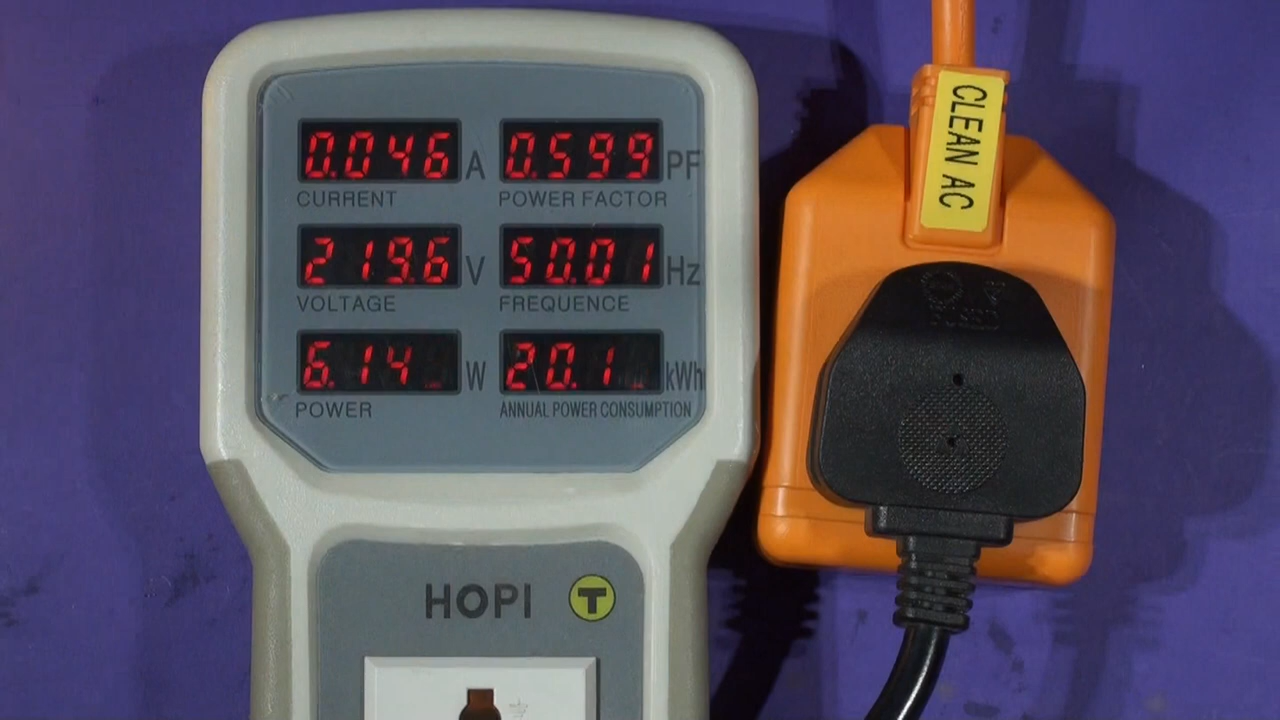 0.046 A 0.599 PF
CURRENT POWER FACTOR
219.6 V 50.01 Hz
VOLTAGE FREQUENCE
6.14 W 20.1 kWh
POWER ANNUAL POWER CONSUMPTION
HOPI T
CLEAN AC
FUSED